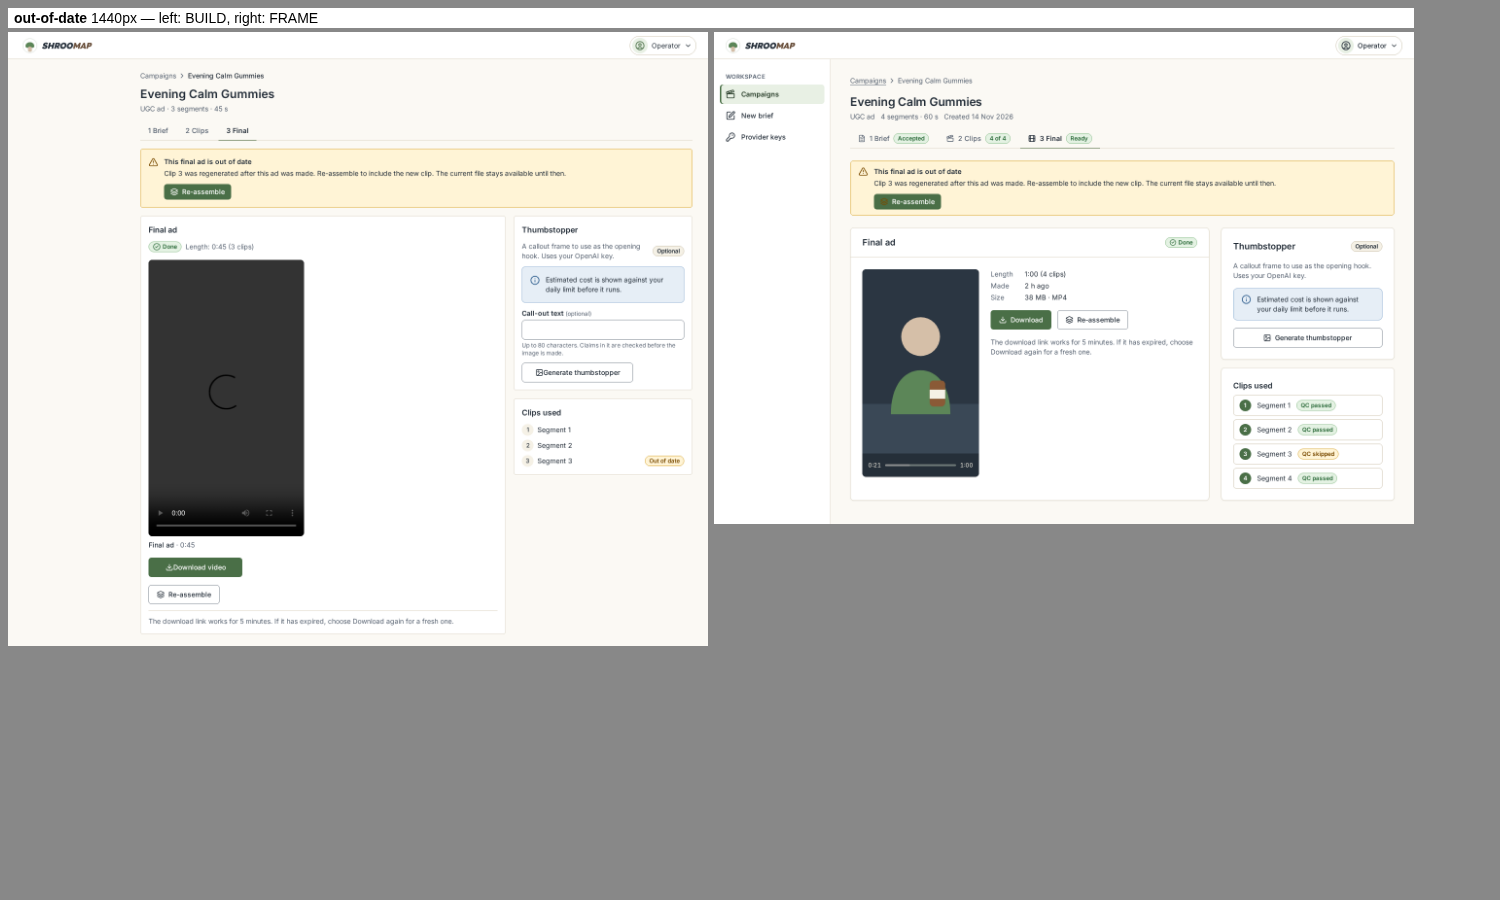 out-of-date 1440px — left: BUILD, right: FRAME
SHROOMAP
Operator
Campaigns > Evening Calm Gummies
Evening Calm Gummies
UGC ad · 3 segments · 45 s
1 Brief 2 Clips 3 Final
This final ad is out of date
Clip 3 was regenerated after this ad was made. Re-assemble to include the new clip. The current file stays available until then.
Re-assemble
Final ad
Done Length: 0:45 (3 clips)
0:00
Final ad · 0:45
Download video
Re-assemble
The download link works for 5 minutes. If it has expired, choose Download again for a fresh one.
Thumbstopper
A callout frame to use as the opening
hook. Uses your OpenAI key.
Optional
Estimated cost is shown against your
daily limit before it runs.
Call-out text (optional)
Up to 80 characters. Claims in it are checked before the
image is made.
Generate thumbstopper
Clips used
1 Segment 1
2 Segment 2
3 Segment 3 Out of date
SHROOMAP
Operator
WORKSPACE
Campaigns
New brief
Provider keys
Campaigns > Evening Calm Gummies
Evening Calm Gummies
UGC ad 4 segments · 60 s Created 14 Nov 2026
1 Brief Accepted 2 Clips 4 of 4 3 Final Ready
This final ad is out of date
Clip 3 was regenerated after this ad was made. Re-assemble to include the new clip. The current file stays available until then.
Re-assemble
Final ad Done
0:21 1:00
Length 1:00 (4 clips)
Made 2 h ago
Size 38 MB · MP4
Download Re-assemble
The download link works for 5 minutes. If it has expired, choose
Download again for a fresh one.
Thumbstopper Optional
A callout frame to use as the opening
hook. Uses your OpenAI key.
Estimated cost is shown against
your daily limit before it runs.
Generate thumbstopper
Clips used
1 Segment 1 QC passed
2 Segment 2 QC passed
3 Segment 3 QC skipped
4 Segment 4 QC passed